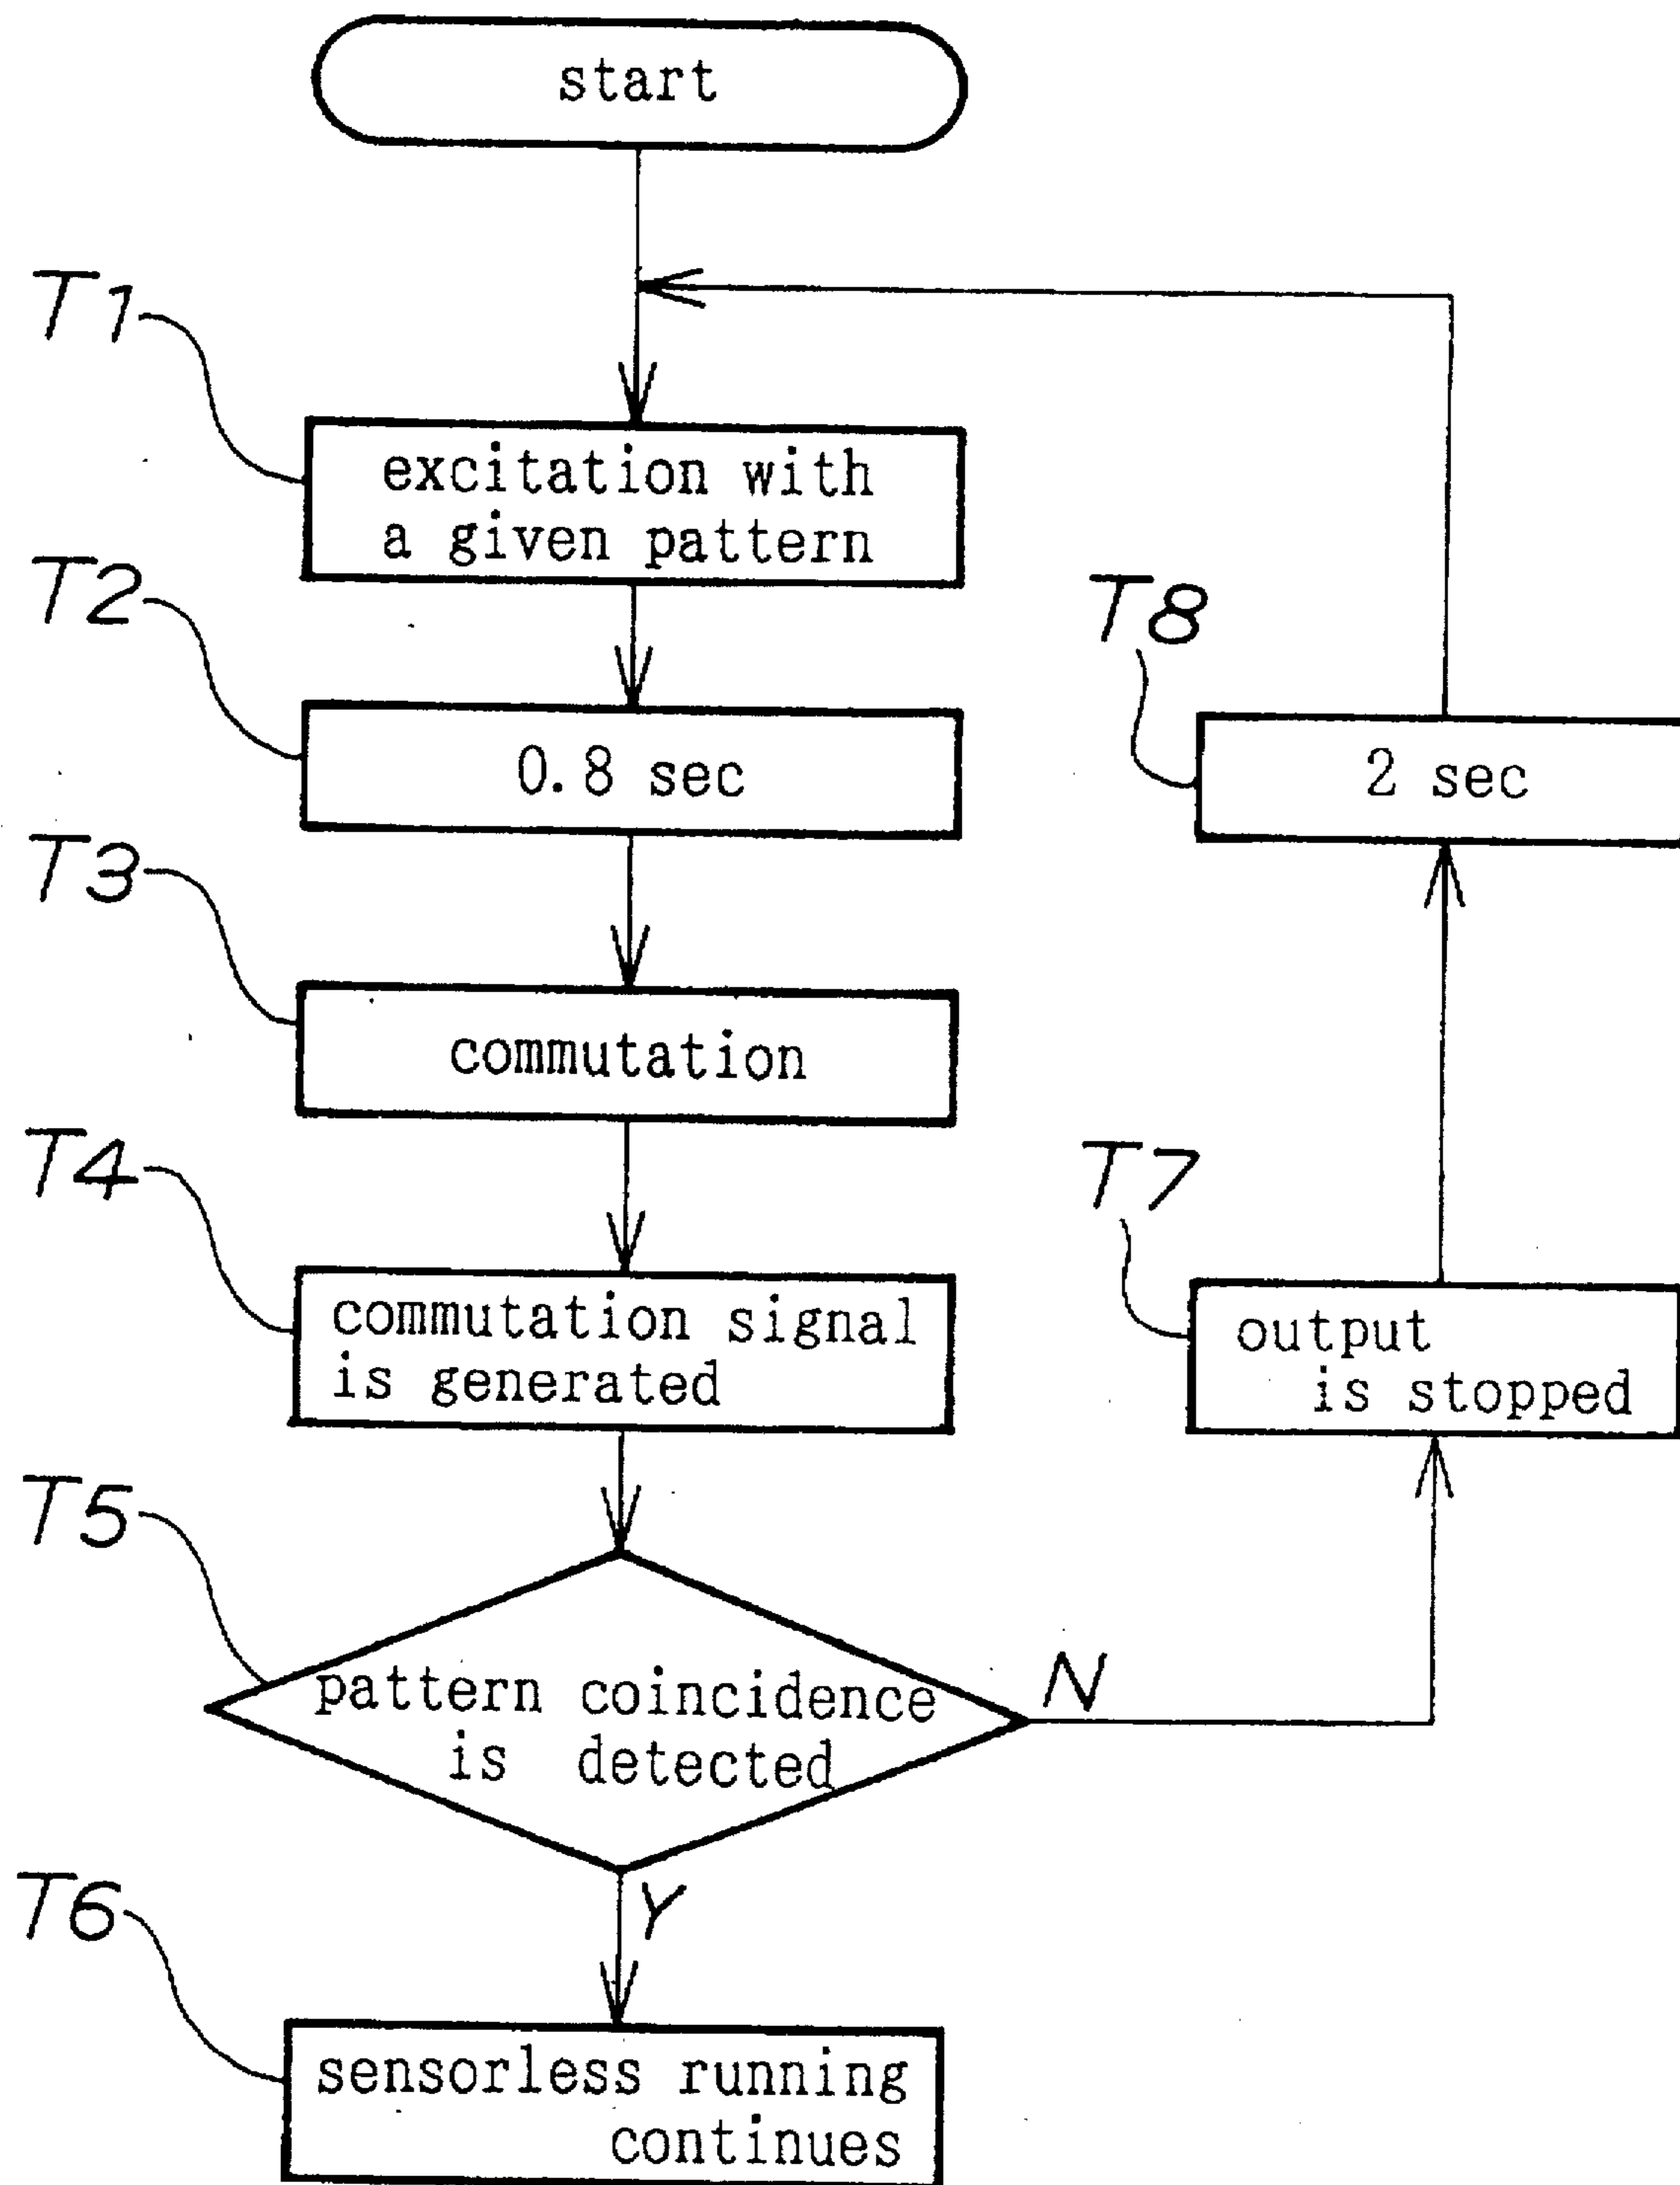 start
T1
excitation with
a given pattern
T2
0.8 sec
T8
2 sec
T3
commutation
T4
commutation signal
is generated
T7
output
is stopped
T5
pattern coincidence
is detected
N
Y
T6
sensorless running
continues